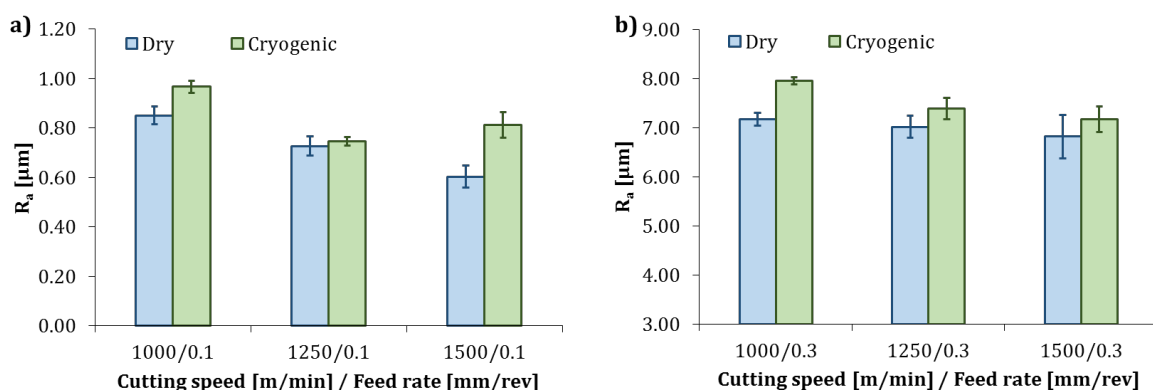 a)
1.20
1.00
0.80
0.60
0.40
0.20
0.00
Rₐ [μm]
Dry
Cryogenic
1000/0.1
1250/0.1
1500/0.1
Cutting speed [m/min] / Feed rate [mm/rev]
b)
9.00
8.00
7.00
6.00
5.00
4.00
3.00
Rₐ [μm]
Dry
Cryogenic
1000/0.3
1250/0.3
1500/0.3
Cutting speed [m/min] / Feed rate [mm/rev]